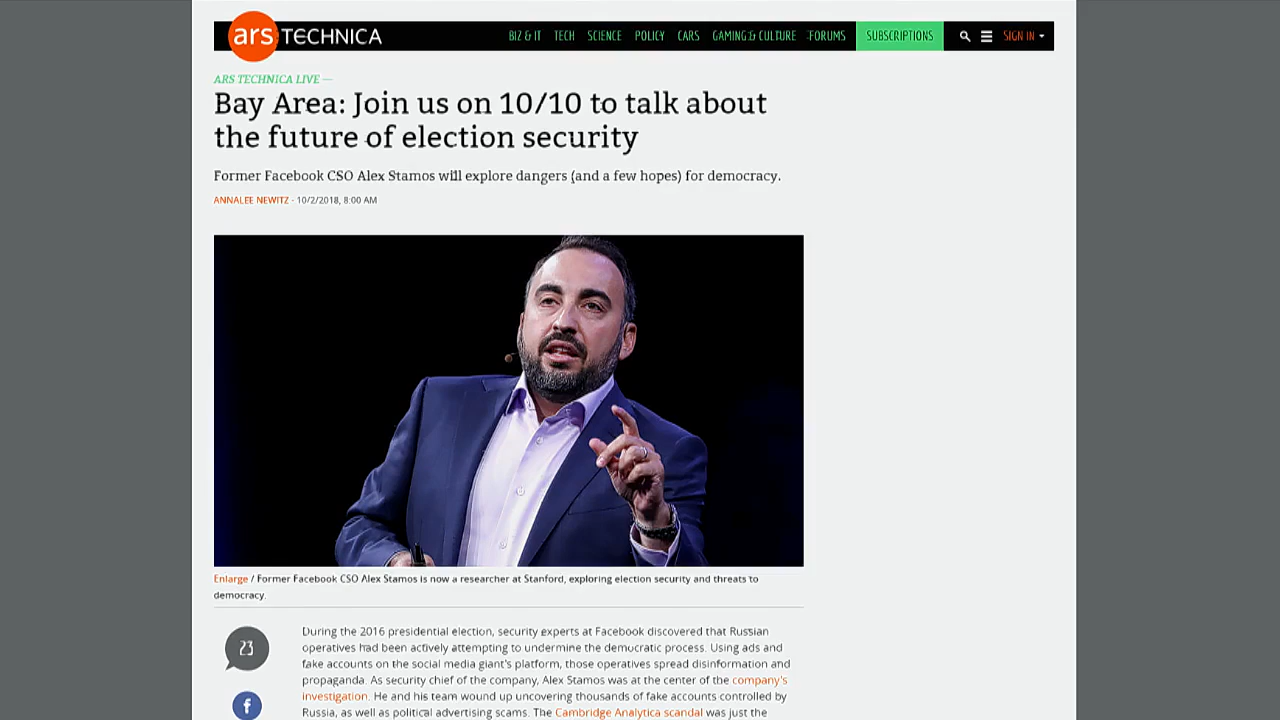 ars TECHNICA
BIZ & IT TECH SCIENCE POLICY CARS GAMING & CULTURE FORUMS SUBSCRIPTIONS SIGN IN
ARS TECHNICA LIVE —
Bay Area: Join us on 10/10 to talk about
the future of election security
Former Facebook CSO Alex Stamos will explore dangers (and a few hopes) for democracy.
ANNALEE NEWITZ - 10/2/2018, 8:00 AM
Enlarge / Former Facebook CSO Alex Stamos is now a researcher at Stanford, exploring election security and threats to
democracy.
23
f
During the 2016 presidential election, security experts at Facebook discovered that Russian
operatives had been actively attempting to undermine the democratic process. Using ads and
fake accounts on the social media giant's platform, those operatives spread disinformation and
propaganda. As security chief of the company, Alex Stamos was at the center of the company's
investigation. He and his team wound up uncovering thousands of fake accounts controlled by
Russia, as well as political advertising scams. The Cambridge Analytica scandal was just the